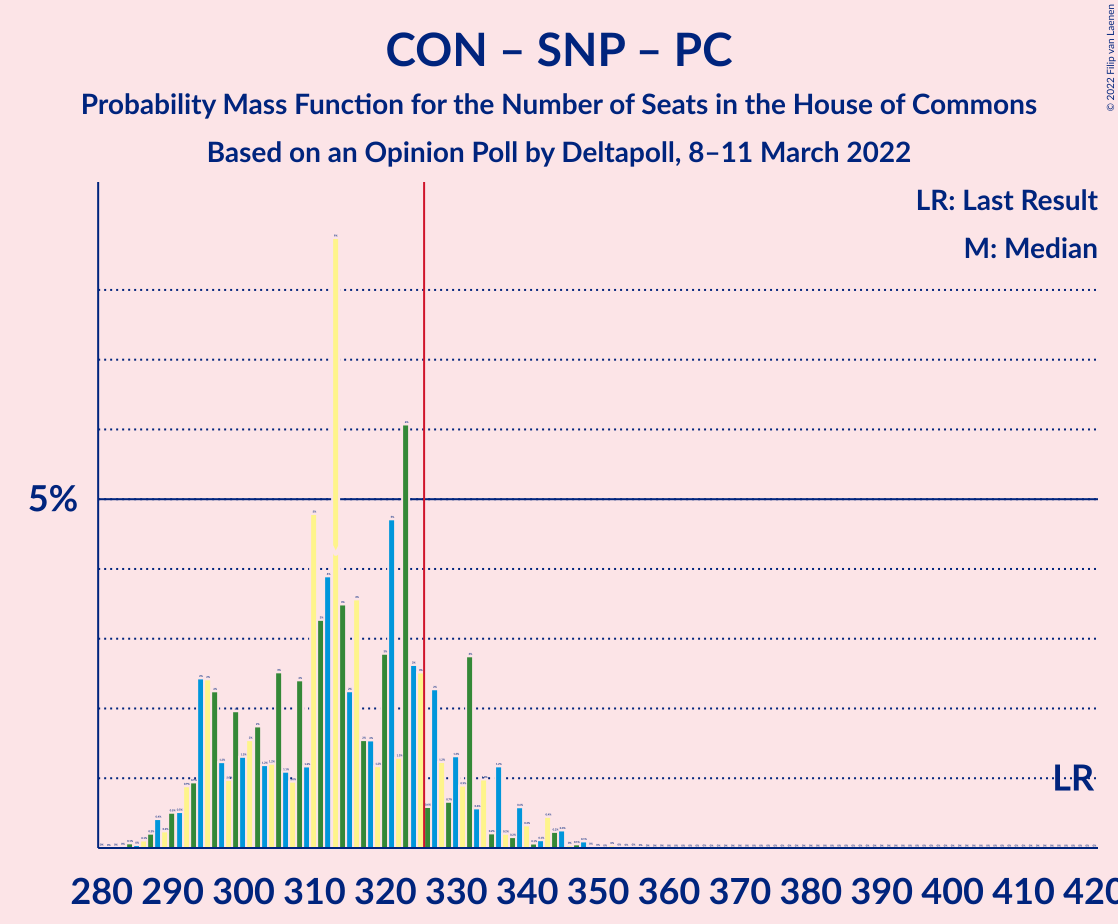 CON – SNP – PC
Probability Mass Function for the Number of Seats in the House of Commons
Based on an Opinion Poll by Deltapoll, 8–11 March 2022
© 2022 Filip van Laenen
LR: Last Result
M: Median
5%
LR
280 290 300 310 320 330 340 350 360 370 380 390 400 410 420